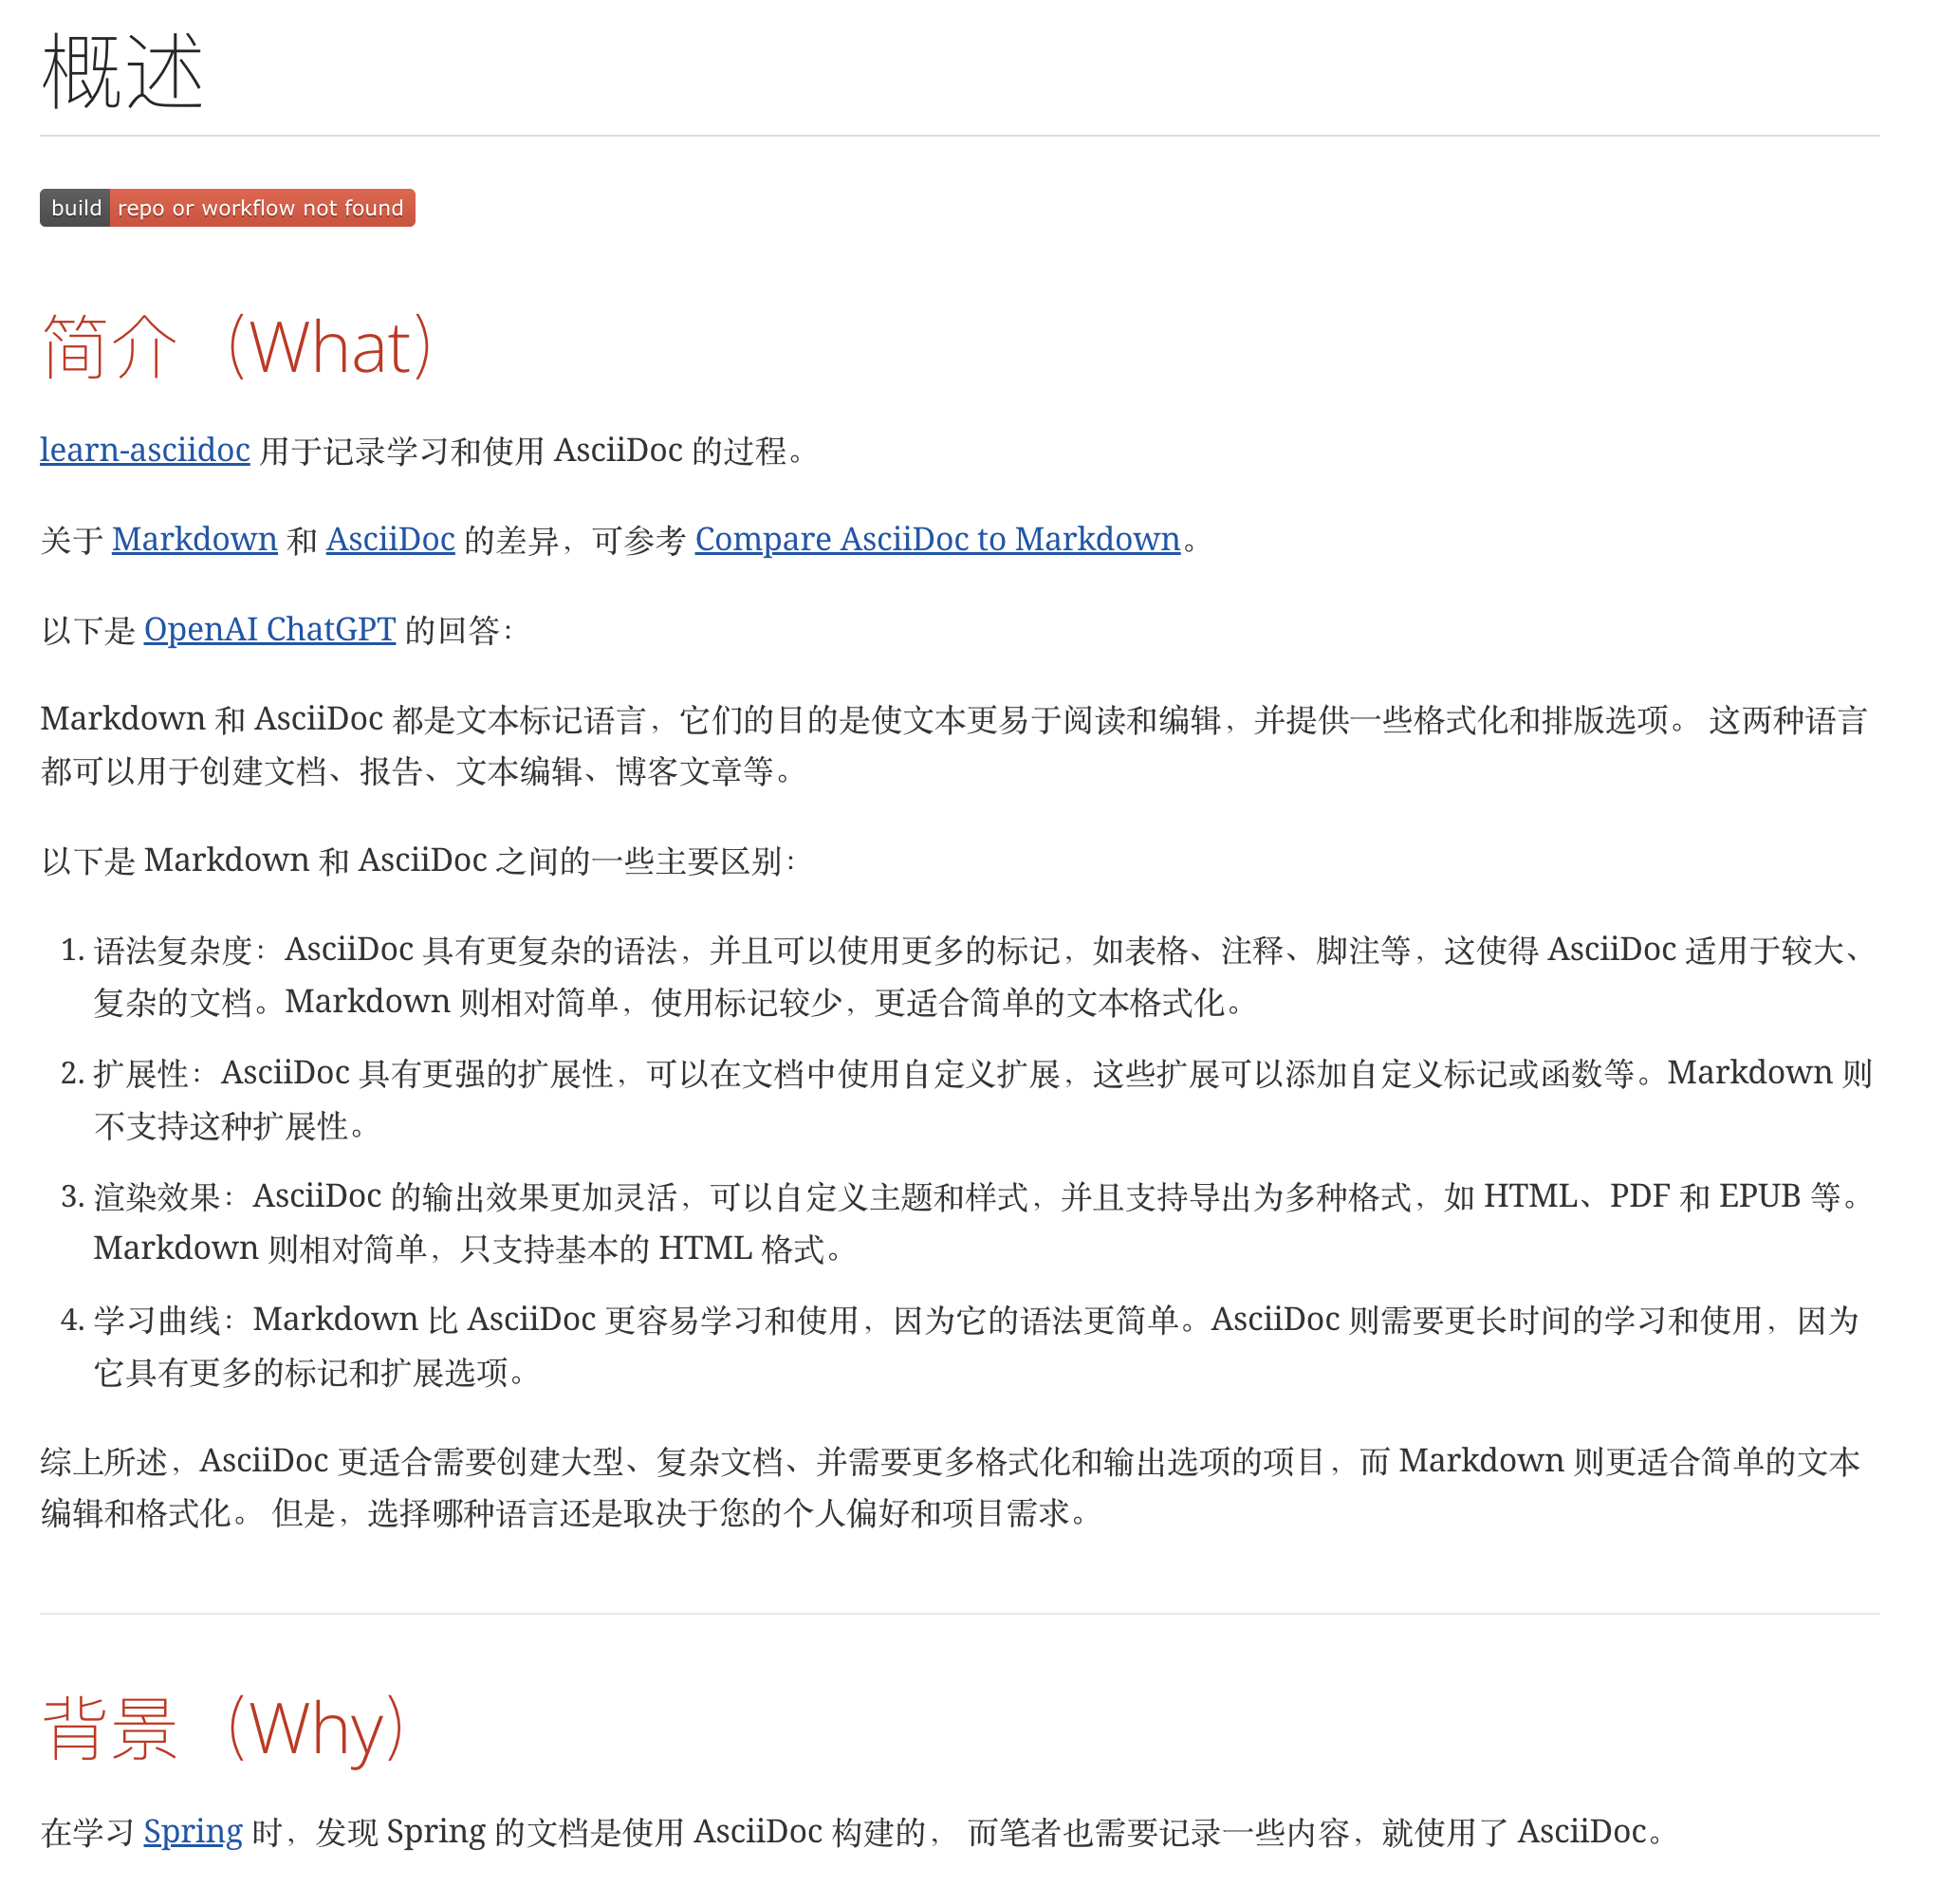 概述
build repo or workflow not found
简介（What）
learn-asciidoc 用于记录学习和使用 AsciiDoc 的过程。
关于 Markdown 和 AsciiDoc 的差异，可参考 Compare AsciiDoc to Markdown。
以下是 OpenAI ChatGPT 的回答：
Markdown 和 AsciiDoc 都是文本标记语言，它们的目的是使文本更易于阅读和编辑，并提供一些格式化和排版选项。 这两种语言
都可以用于创建文档、报告、文本编辑、博客文章等。
以下是 Markdown 和 AsciiDoc 之间的一些主要区别：
1. 语法复杂度：AsciiDoc 具有更复杂的语法，并且可以使用更多的标记，如表格、注释、脚注等，这使得 AsciiDoc 适用于较大、
复杂的文档。Markdown 则相对简单，使用标记较少，更适合简单的文本格式化。
2. 扩展性：AsciiDoc 具有更强的扩展性，可以在文档中使用自定义扩展，这些扩展可以添加自定义标记或函数等。Markdown 则
不支持这种扩展性。
3. 渲染效果：AsciiDoc 的输出效果更加灵活，可以自定义主题和样式，并且支持导出为多种格式，如 HTML、PDF 和 EPUB 等。
Markdown 则相对简单，只支持基本的 HTML 格式。
4. 学习曲线：Markdown 比 AsciiDoc 更容易学习和使用，因为它的语法更简单。AsciiDoc 则需要更长时间的学习和使用，因为
它具有更多的标记和扩展选项。
综上所述，AsciiDoc 更适合需要创建大型、复杂文档、并需要更多格式化和输出选项的项目，而 Markdown 则更适合简单的文本
编辑和格式化。 但是，选择哪种语言还是取决于您的个人偏好和项目需求。
背景（Why）
在学习 Spring 时，发现 Spring 的文档是使用 AsciiDoc 构建的， 而笔者也需要记录一些内容，就使用了 AsciiDoc。